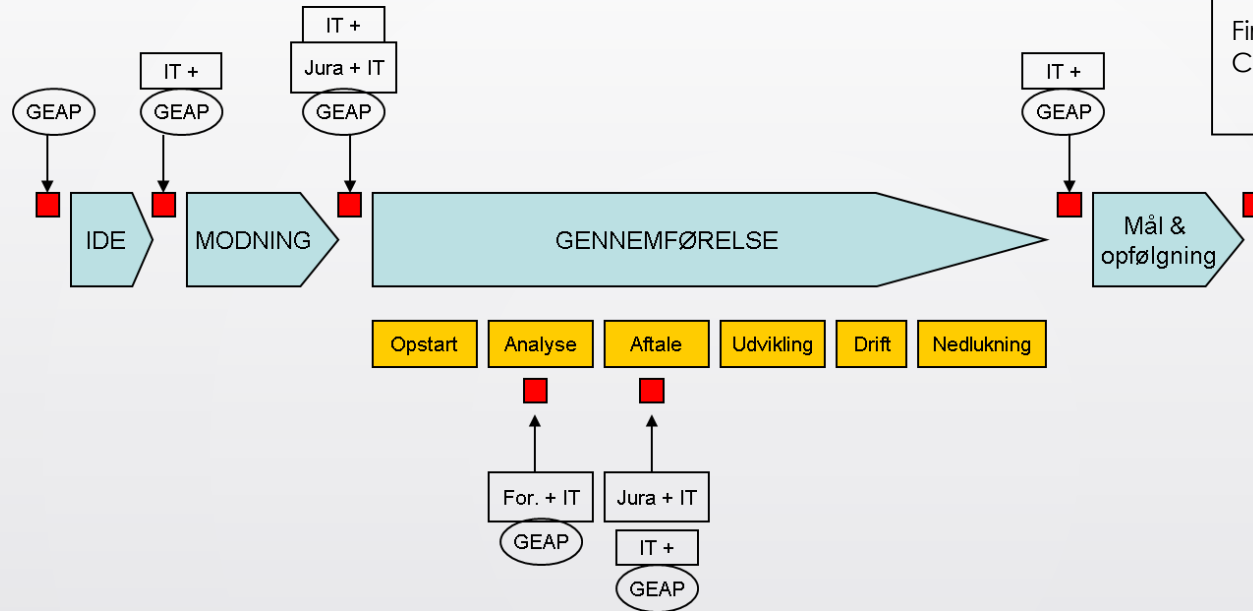 IT +
Jura + IT
GEAP
IT +
GEAP
GEAP
IT +
GEAP
IDE
MODNING
GENNEMFØRELSE
Mål &
opfølgning
Opstart
Analyse
Aftale
Udvikling
Drift
Nedlukning
For. + IT
GEAP
Jura + IT
IT +
GEAP